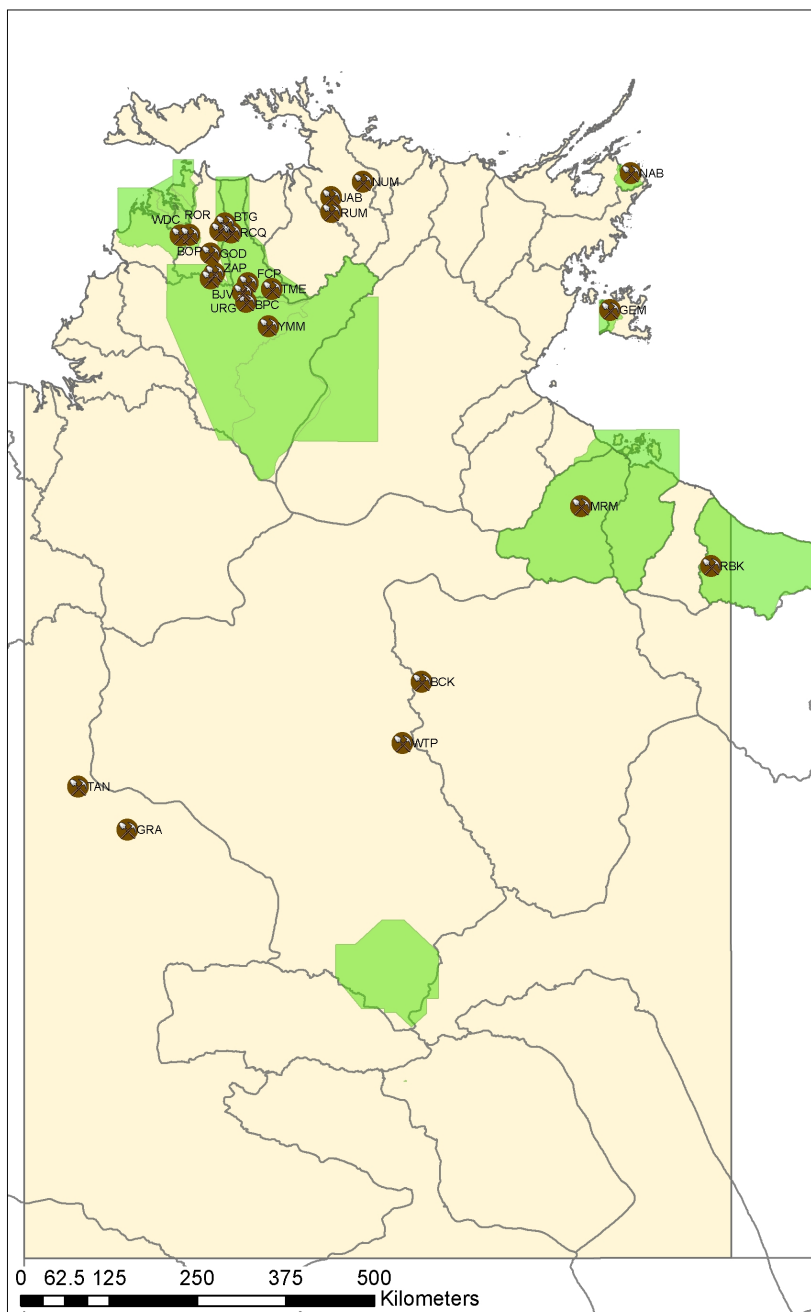 NUM
NAB
JAB
RUM
WDC
ROR
BTG
RCQ
BOP
GOD
ZAP
FCP
TME
BJV
BPC
URG
YMM
GEM
MRM
RBK
BCK
WTP
TAN
GRA
0 62.5 125 250 375 500
Kilometers